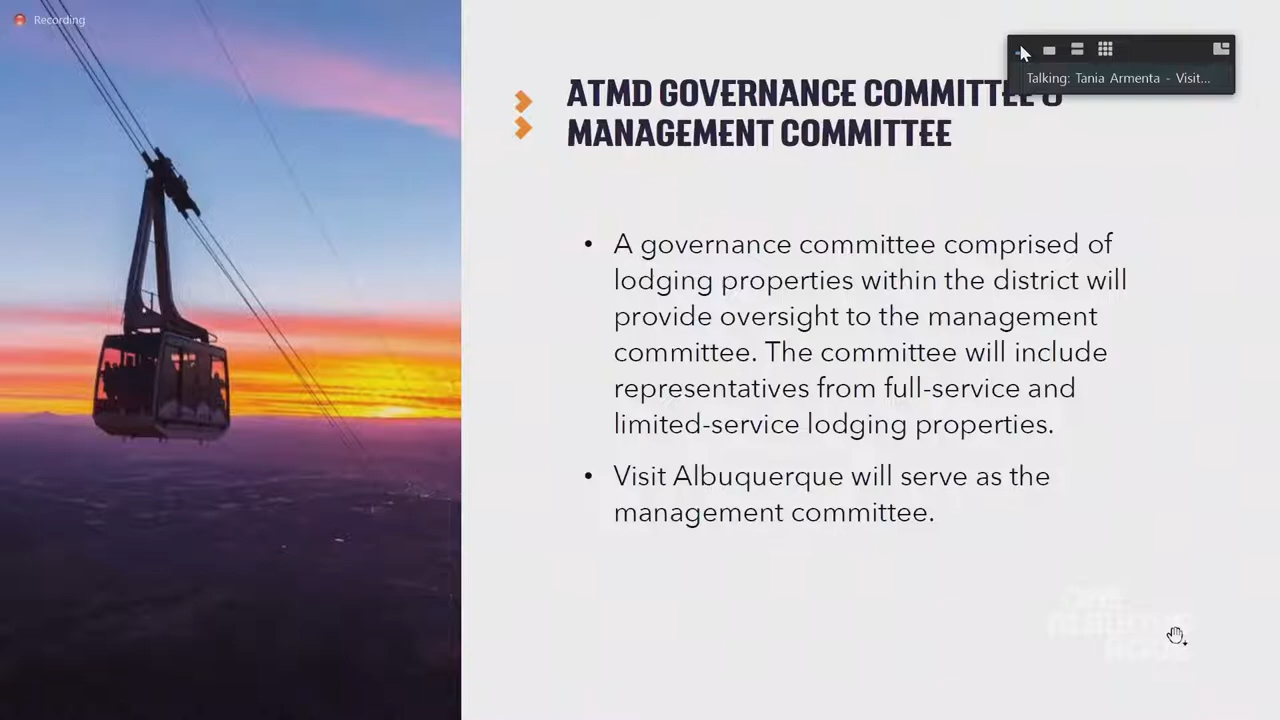 Recording
Talking: Tania Armenta - Visit...
ATMD GOVERNANCE COMMITTEE &
MANAGEMENT COMMITTEE
• A governance committee comprised of
lodging properties within the district will
provide oversight to the management
committee. The committee will include
representatives from full-service and
limited-service lodging properties.
• Visit Albuquerque will serve as the
management committee.